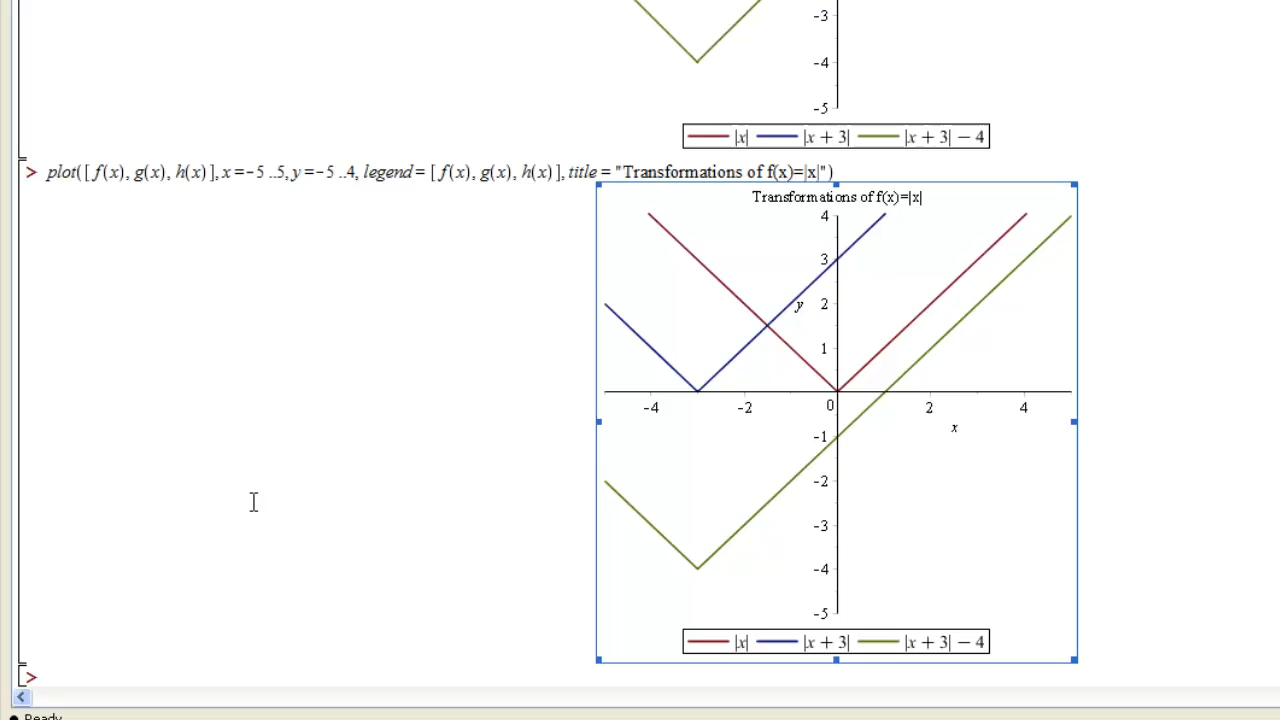 -3
-4
-5
|x| |x + 3| |x + 3| − 4
> plot([f(x), g(x), h(x)], x=−5 ..5, y=−5 ..4, legend = [f(x), g(x), h(x)], title = "Transformations of f(x)=|x|")
Transformations of f(x)=|x|
4
3
y 2
1
-4 -2 0 2 4
x
-1
-2
-3
-4
-5
|x| |x + 3| |x + 3| − 4
>
Ready